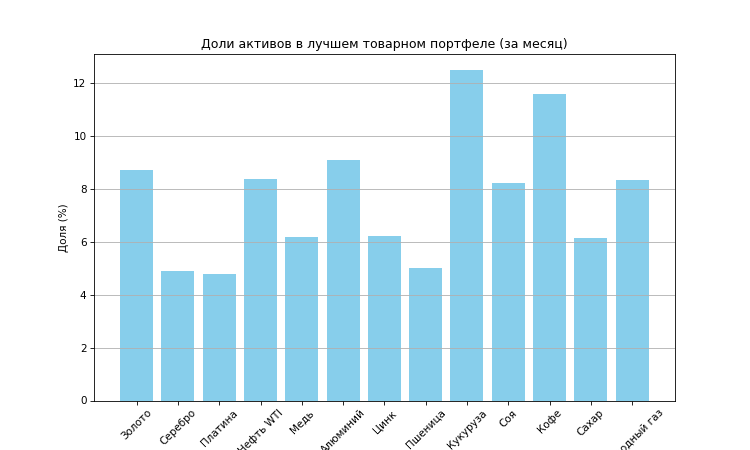 Доли активов в лучшем товарном портфеле (за месяц)
Доля (%)
12
10
8
6
4
2
0
Золото
Серебро
Платина
Нефть WTI
Медь
Алюминий
Цинк
Пшеница
Кукуруза
Соя
Кофе
Сахар
одный газ